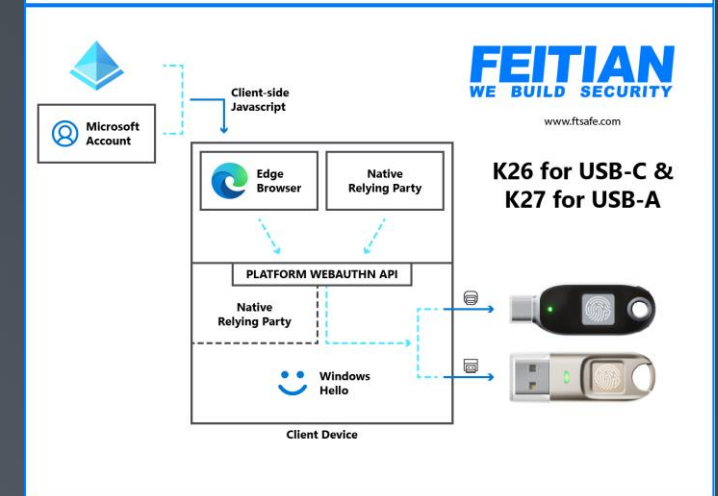 FEITIAN
WE BUILD SECURITY
www.ftsafe.com
Client-side
Javascript
Microsoft
Account
K26 for USB-C &
K27 for USB-A
Edge
Browser
Native
Relying Party
PLATFORM WEBAUTHN API
Native
Relying Party
Windows
Hello
Client Device